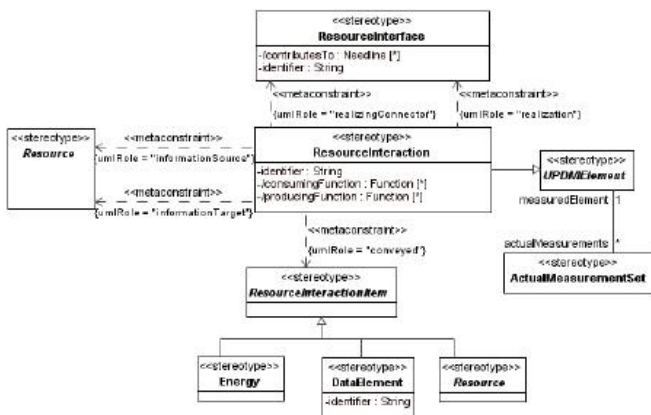 <<stereotype>>
ResourceInterface
-/contributesTo : Needline [*]
-identifier : String
<<metaconstraint>>
{umlRole = "realizingConnector"}
<<metaconstraint>>
{umlRole = "realization"}
<<stereotype>>
Resource
<<metaconstraint>>
{umlRole = "informationSource"}
<<metaconstraint>>
{umlRole = "informationTarget"}
<<stereotype>>
ResourceInteraction
-identifier : String
-/consumingFunction : Function [*]
-/producingFunction : Function [*]
<<stereotype>>
UPDMElement
measuredElement 1
actualMeasurements *
<<stereotype>>
ActualMeasurementSet
<<metaconstraint>>
{umlRole = "conveyed"}
<<stereotype>>
ResourceInteractionItem
<<stereotype>>
Energy
<<stereotype>>
DataElement
-identifier : String
<<stereotype>>
Resource